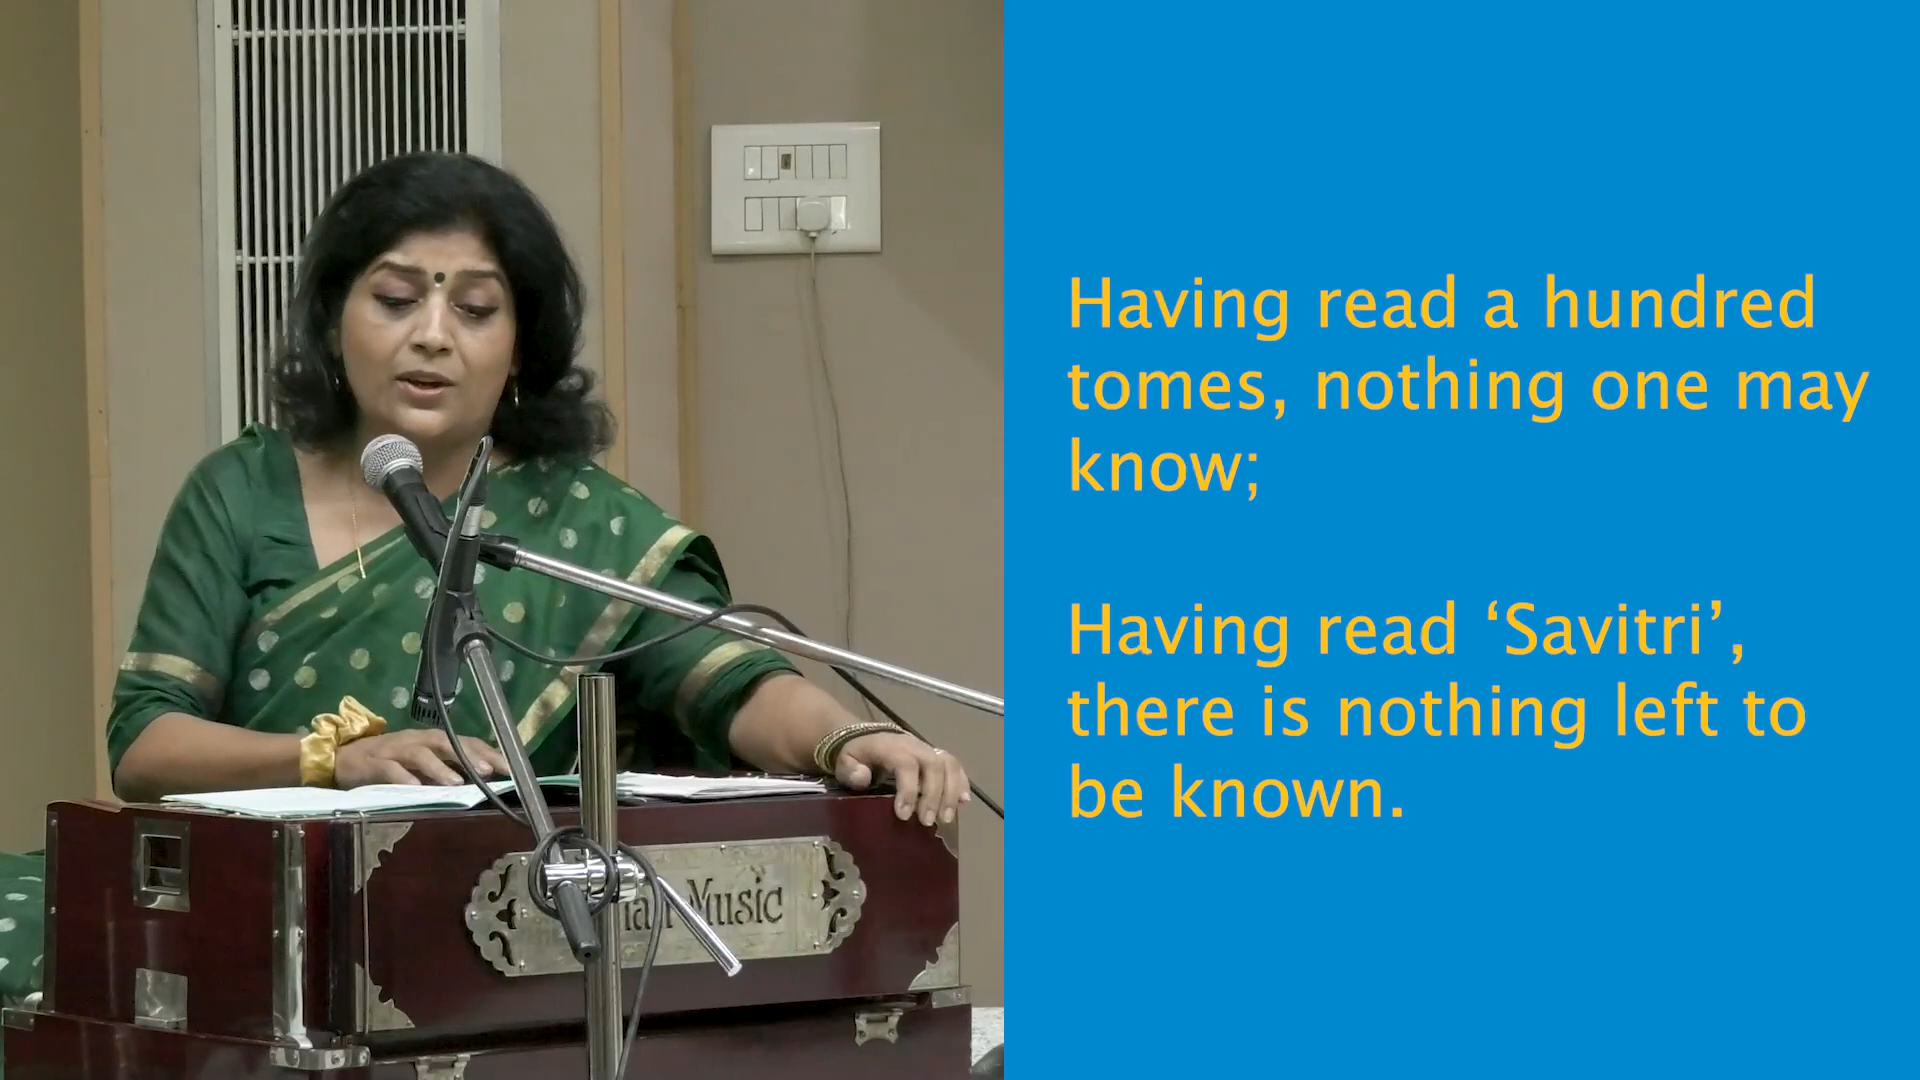 Having read a hundred
tomes, nothing one may
know;
Having read ‘Savitri’,
there is nothing left to
be known.
Music